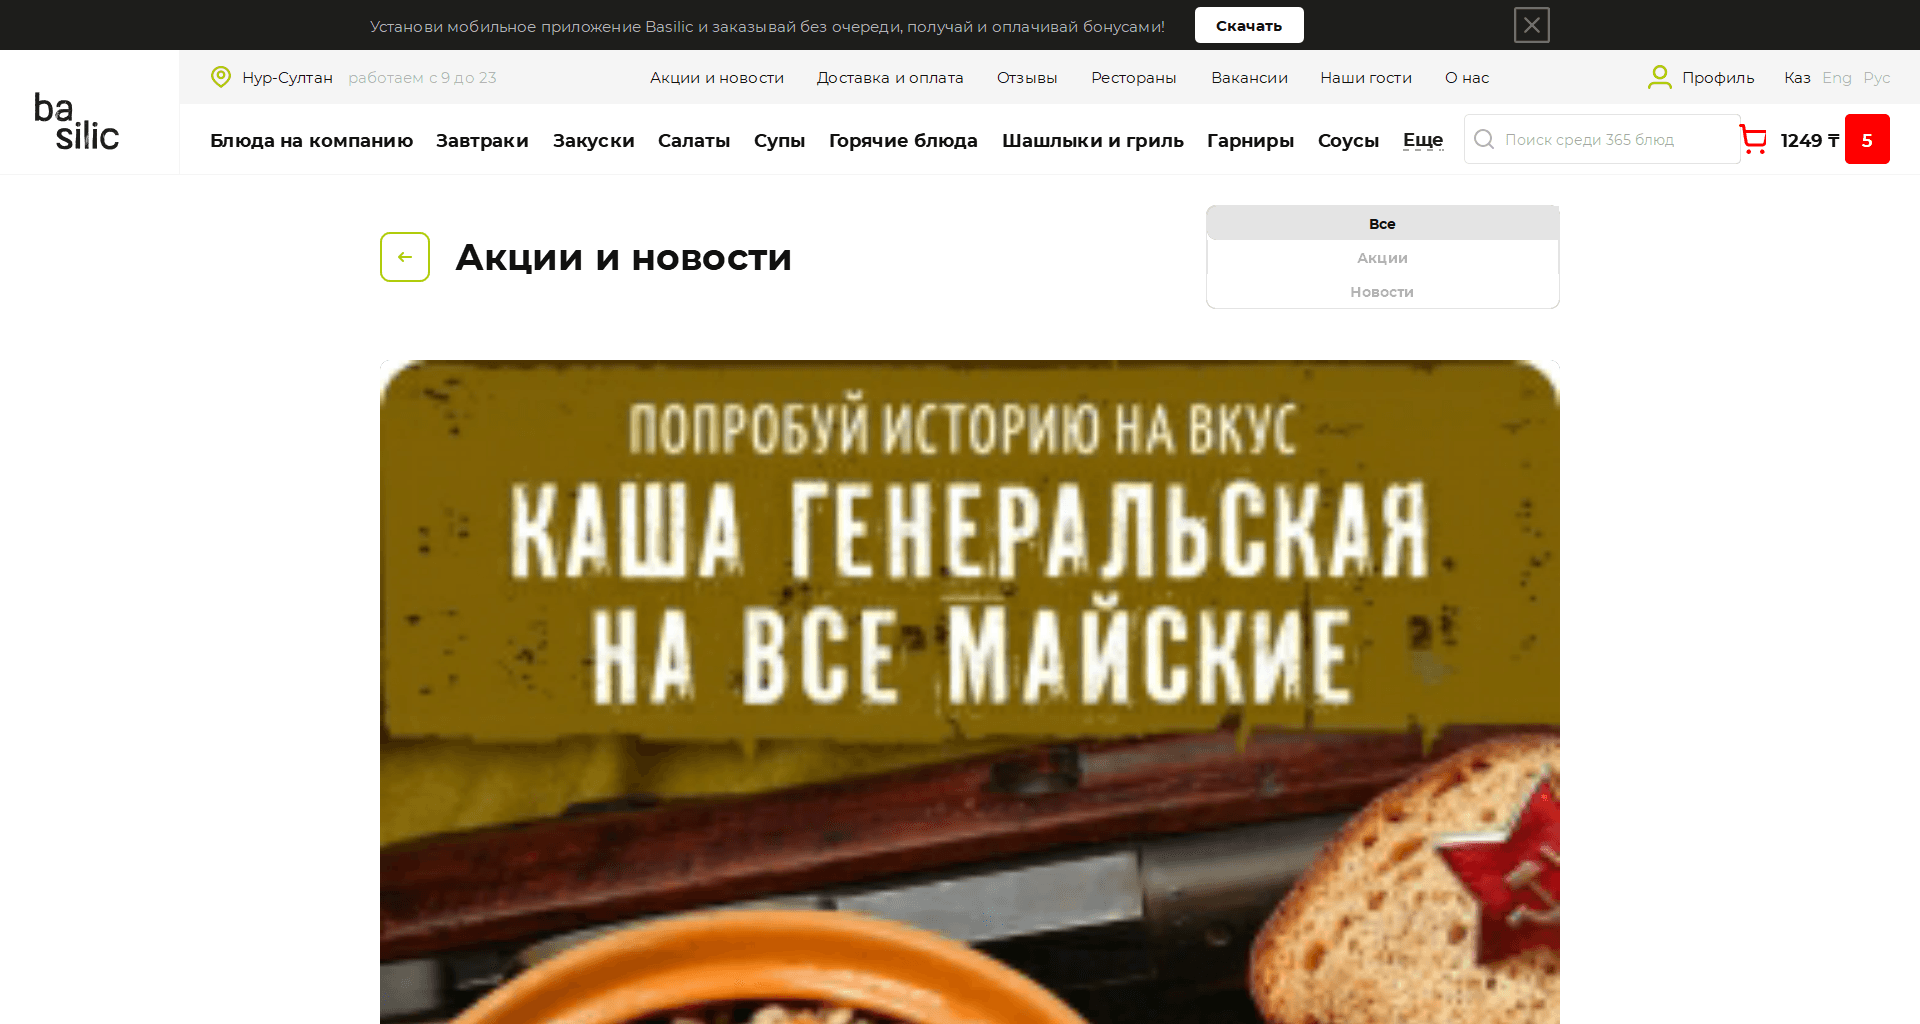 Установи мобильное приложение Basilic и заказывай без очереди, получай и оплачивай бонусами!
Скачать
ba
silic
Нур-Султан работаем с 9 до 23
Акции и новости Доставка и оплата Отзывы Рестораны Вакансии Наши гости О нас
Профиль Каз Eng Рус
Блюда на компанию Завтраки Закуски Салаты Супы Горячие блюда Шашлыки и гриль Гарниры Соусы Еще
Поиск среди 365 блюд
1249 ₸ 5
Акции и новости
Все
Акции
Новости
ПОПРОБУЙ ИСТОРИЮ НА ВКУС
КАША ГЕНЕРАЛЬСКАЯ
НА ВСЕ МАЙСКИЕ